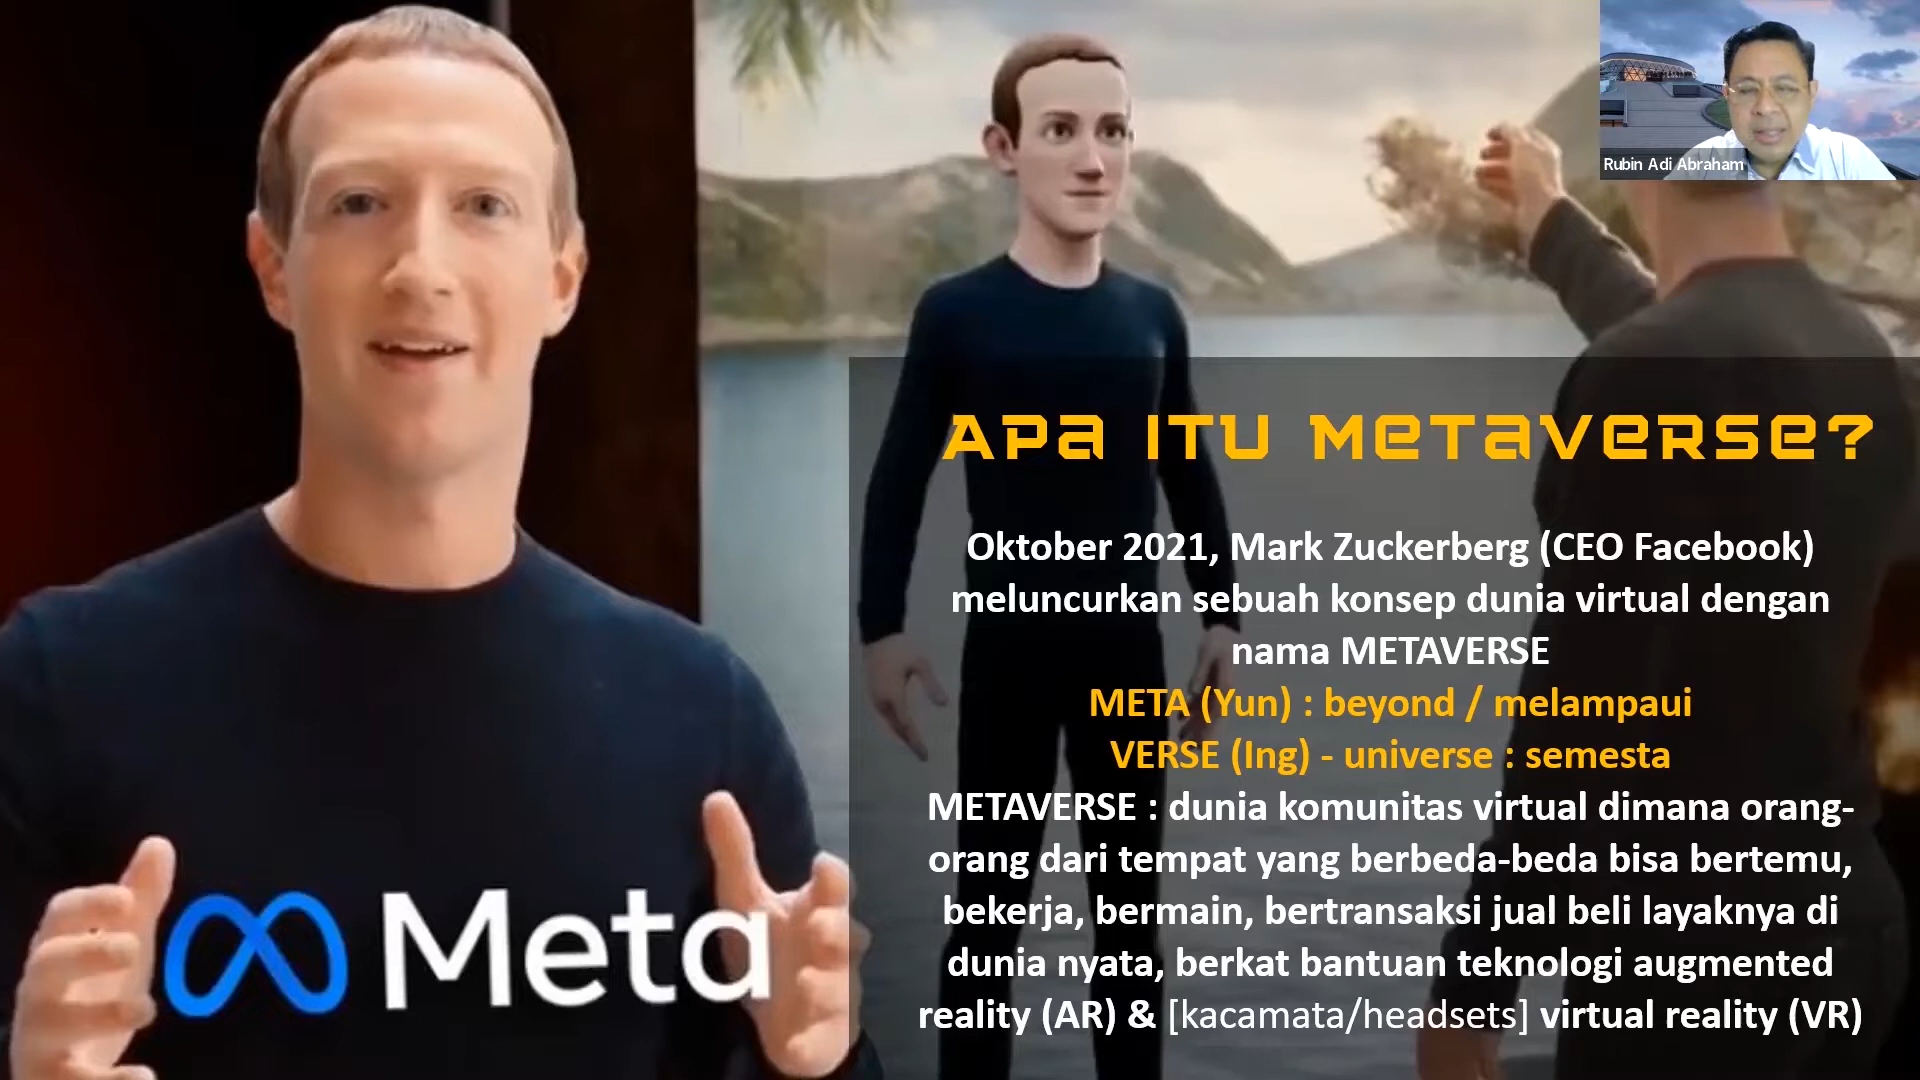 Rubin Adi Abraham
APA ITU METAVERSE?
Oktober 2021, Mark Zuckerberg (CEO Facebook)
meluncurkan sebuah konsep dunia virtual dengan
nama METAVERSE
META (Yun) : beyond / melampaui
VERSE (Ing) - universe : semesta
METAVERSE : dunia komunitas virtual dimana orang-
orang dari tempat yang berbeda-beda bisa bertemu,
bekerja, bermain, bertransaksi jual beli layaknya di
dunia nyata, berkat bantuan teknologi augmented
reality (AR) & [kacamata/headsets] virtual reality (VR)
Meta